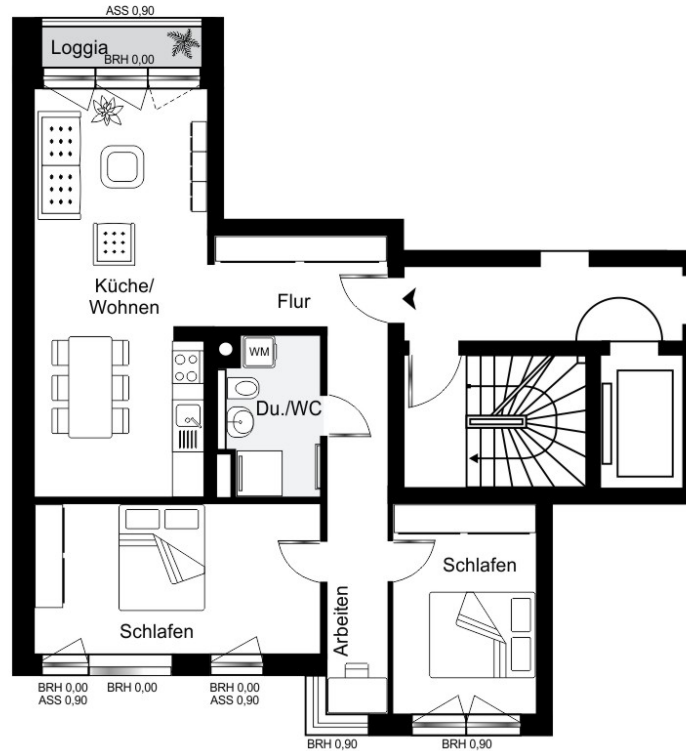 ASS 0,90
Loggia
BRH 0,00
Küche/
Wohnen
Flur
WM
Du./WC
Schlafen
Schlafen
Arbeiten
BRH 0,00
ASS 0,90
BRH 0,00
BRH 0,00
ASS 0,90
BRH 0,90
BRH 0,90